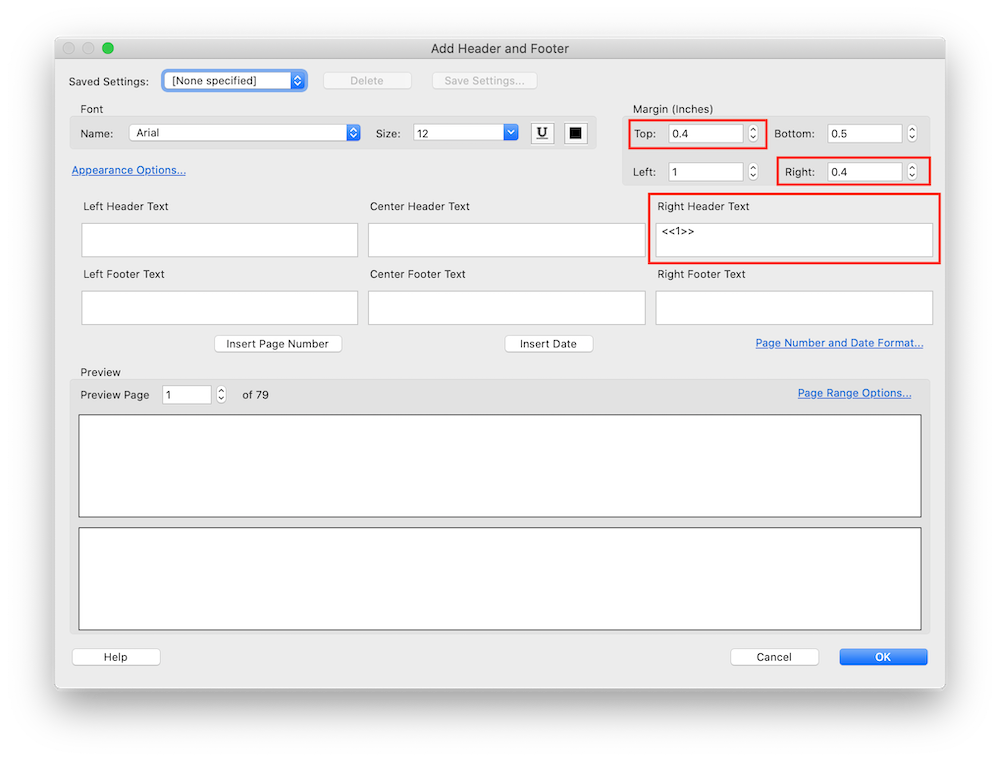 Add Header and Footer
Saved Settings: [None specified] Delete Save Settings...
Font
Name: Arial Size: 12 U
Margin (Inches)
Top: 0.4 Bottom: 0.5
Left: 1 Right: 0.4
Appearance Options...
Left Header Text Center Header Text Right Header Text
<<1>>
Left Footer Text Center Footer Text Right Footer Text
Insert Page Number Insert Date Page Number and Date Format...
Preview
Preview Page 1 of 79 Page Range Options...
Help Cancel OK